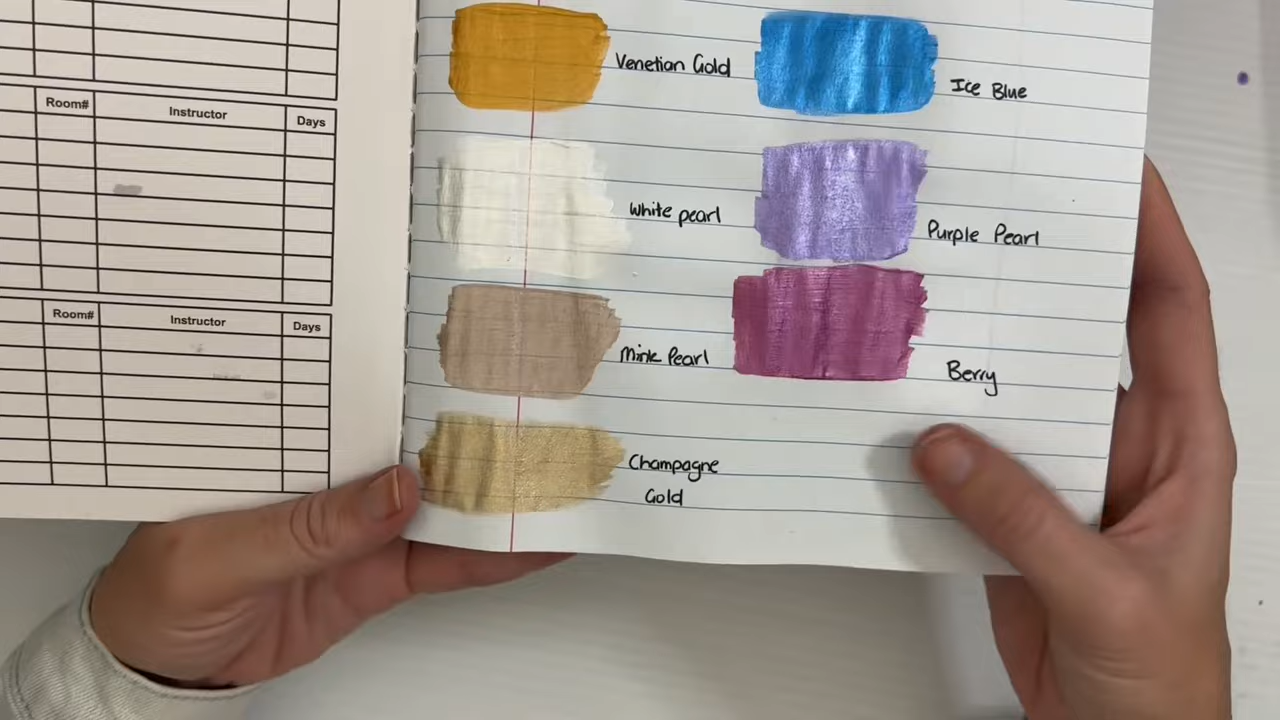 Room#
Instructor
Days
Room#
Instructor
Days
Venetian Gold
White pearl
Mink Pearl
Champagne
Gold
Ice Blue
Purple Pearl
Berry